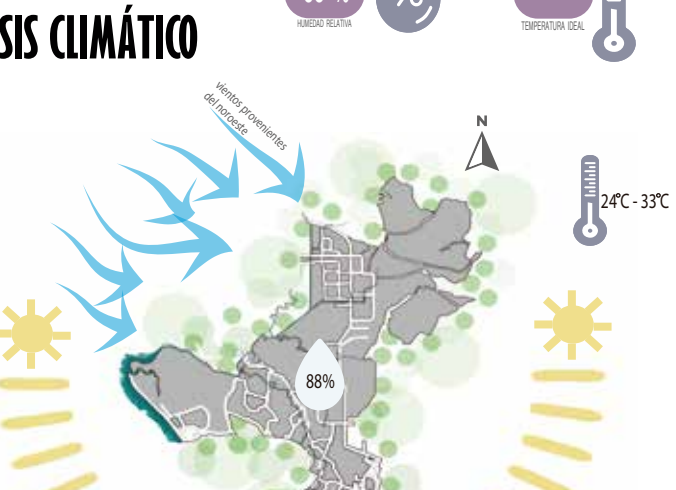 SIS CLIMÁTICO
HUMEDAD RELATIVA
TEMPERATURA IDEAL
vientos provenientes
del noroeste
N
24°C - 33°C
88%